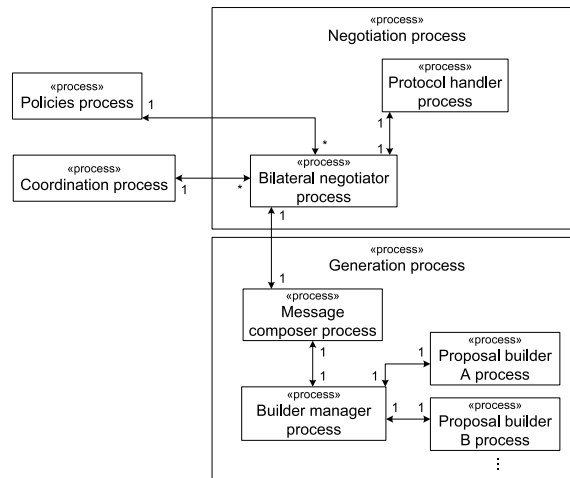 «process»
Negotiation process
«process»
Protocol handler
process
«process»
Policies process
1
*
1
1
«process»
Coordination process
1
*
«process»
Bilateral negotiator
process
1
«process»
Generation process
1
«process»
Message
composer process
1
1
«process»
Builder manager
process
1
1
«process»
Proposal builder
A process
1
1
«process»
Proposal builder
B process
⋮